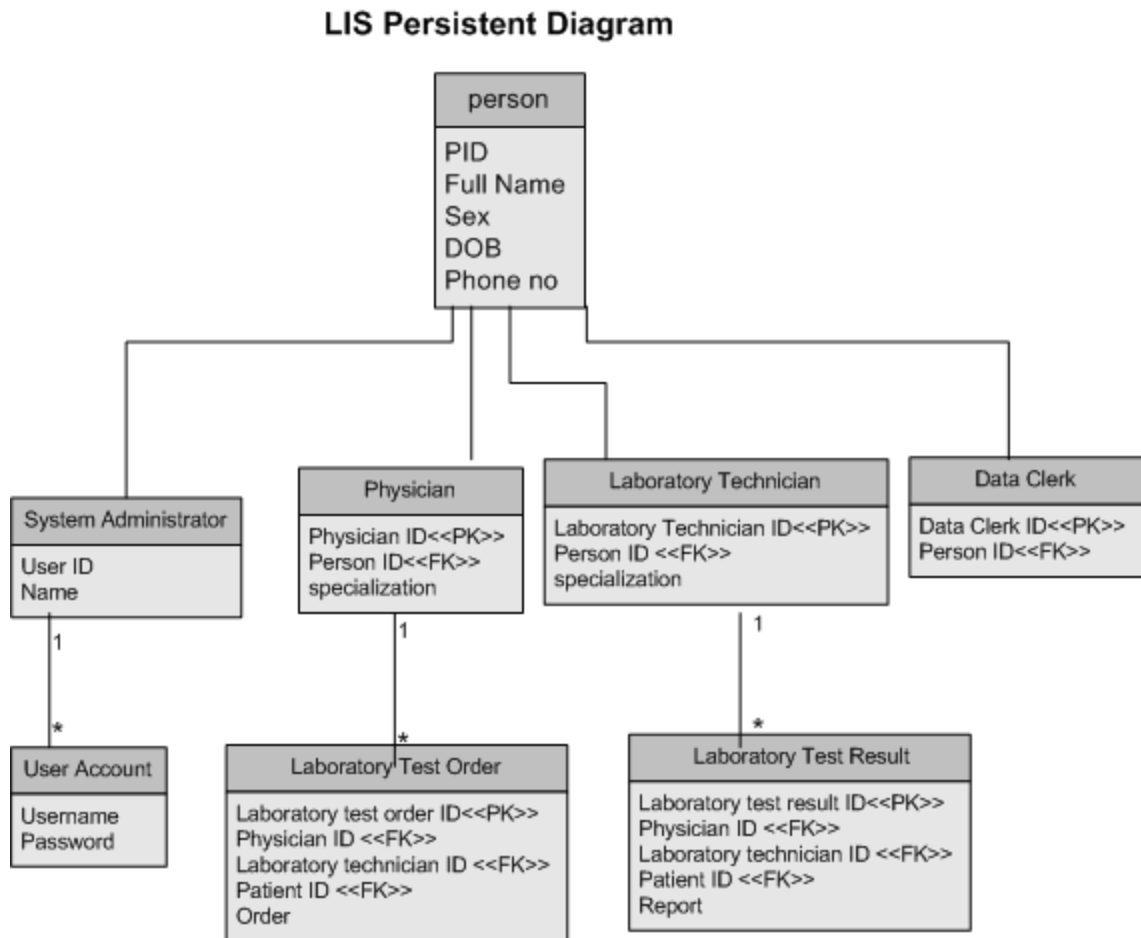 LIS Persistent Diagram
person
PID
Full Name
Sex
DOB
Phone no
System Administrator
User ID
Name
Physician
Physician ID<<PK>>
Person ID<<FK>>
specialization
Laboratory Technician
Laboratory Technician ID<<PK>>
Person ID <<FK>>
specialization
Data Clerk
Data Clerk ID<<PK>>
Person ID<<FK>>
1
*
1
*
1
*
User Account
Username
Password
Laboratory Test Order
Laboratory test order ID<<PK>>
Physician ID <<FK>>
Laboratory technician ID <<FK>>
Patient ID <<FK>>
Order
Laboratory Test Result
Laboratory test result ID<<PK>>
Physician ID <<FK>>
Laboratory technician ID <<FK>>
Patient ID <<FK>>
Report